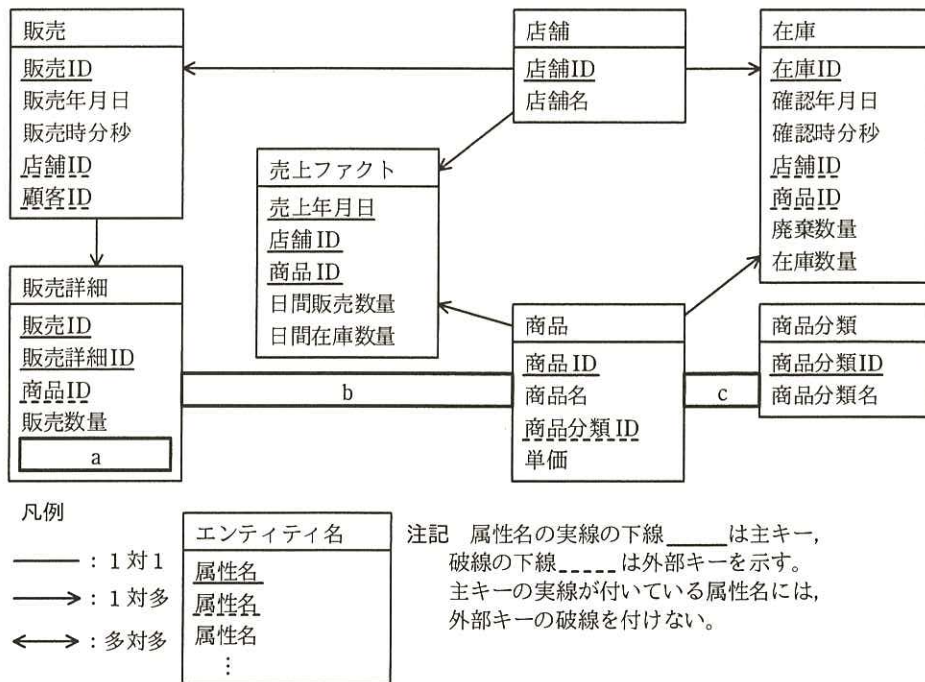 販売
販売ID
販売年月日
販売時分秒
店舗ID
顧客ID
店舗
店舗ID
店舗名
在庫
在庫ID
確認年月日
確認時分秒
店舗ID
商品ID
廃棄数量
在庫数量
売上ファクト
売上年月日
店舗ID
商品ID
日間販売数量
日間在庫数量
販売詳細
販売ID
販売詳細ID
商品ID
販売数量
a
b
商品
商品ID
商品名
商品分類ID
単価
c
商品分類
商品分類ID
商品分類名
凡例
:1対1
:1対多
:多対多
エンティティ名
属性名
属性名
属性名
⋮
注記 属性名の実線の下線_____は主キー,
破線の下線-----は外部キーを示す。
主キーの実線が付いている属性名には,
外部キーの破線を付けない。